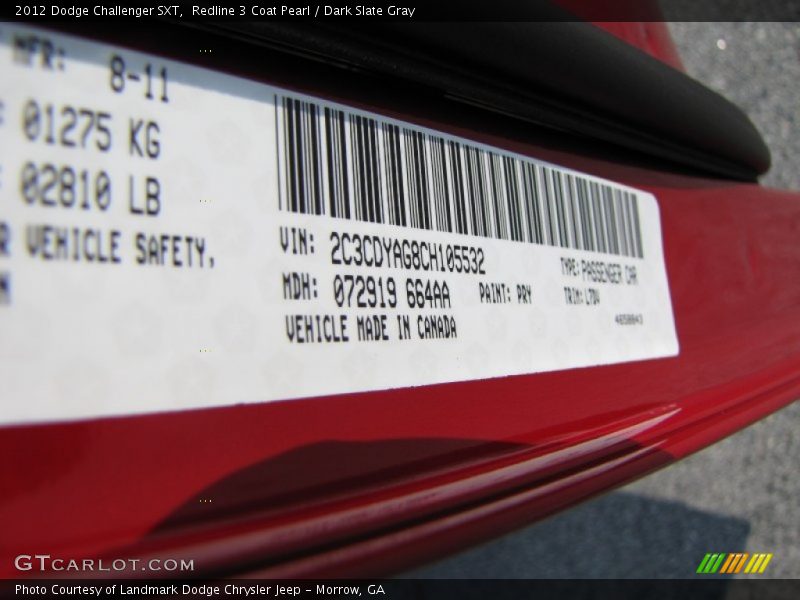 2012 Dodge Challenger SXT, Redline 3 Coat Pearl / Dark Slate Gray
MFR: 8-11
01275 KG
02810 LB
VEHICLE SAFETY,
VIN: 2C3CDYAG8CH105532
TYPE: PASSENGER CAR
MDH: 072919 664AA PAINT: PRY TRIM: L7DV
VEHICLE MADE IN CANADA
GTCARLOT.COM
Photo Courtesy of Landmark Dodge Chrysler Jeep - Morrow, GA